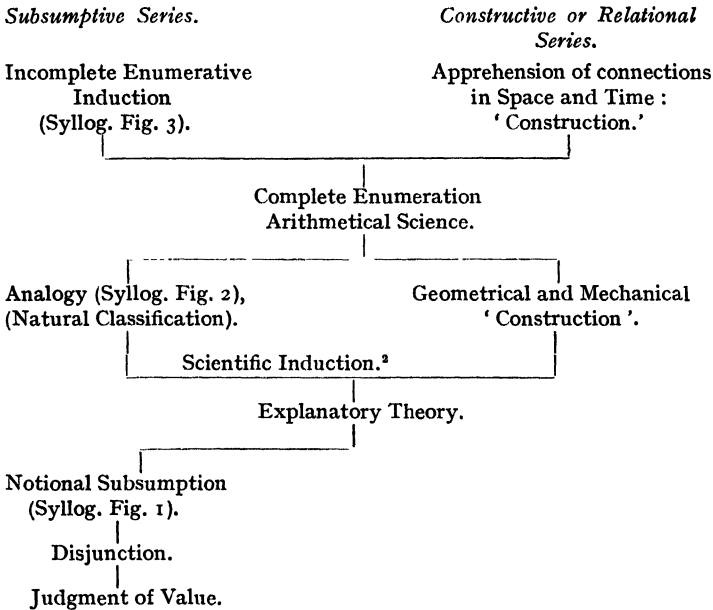 Subsumptive Series.
Constructive or Relational
Series.
Incomplete Enumerative
Induction
(Syllog. Fig. 3).
Apprehension of connections
in Space and Time :
‘ Construction.’
Complete Enumeration
Arithmetical Science.
Analogy (Syllog. Fig. 2),
(Natural Classification).
Geometrical and Mechanical
‘ Construction ’.
Scientific Induction.²
Explanatory Theory.
Notional Subsumption
(Syllog. Fig. 1).
Disjunction.
Judgment of Value.